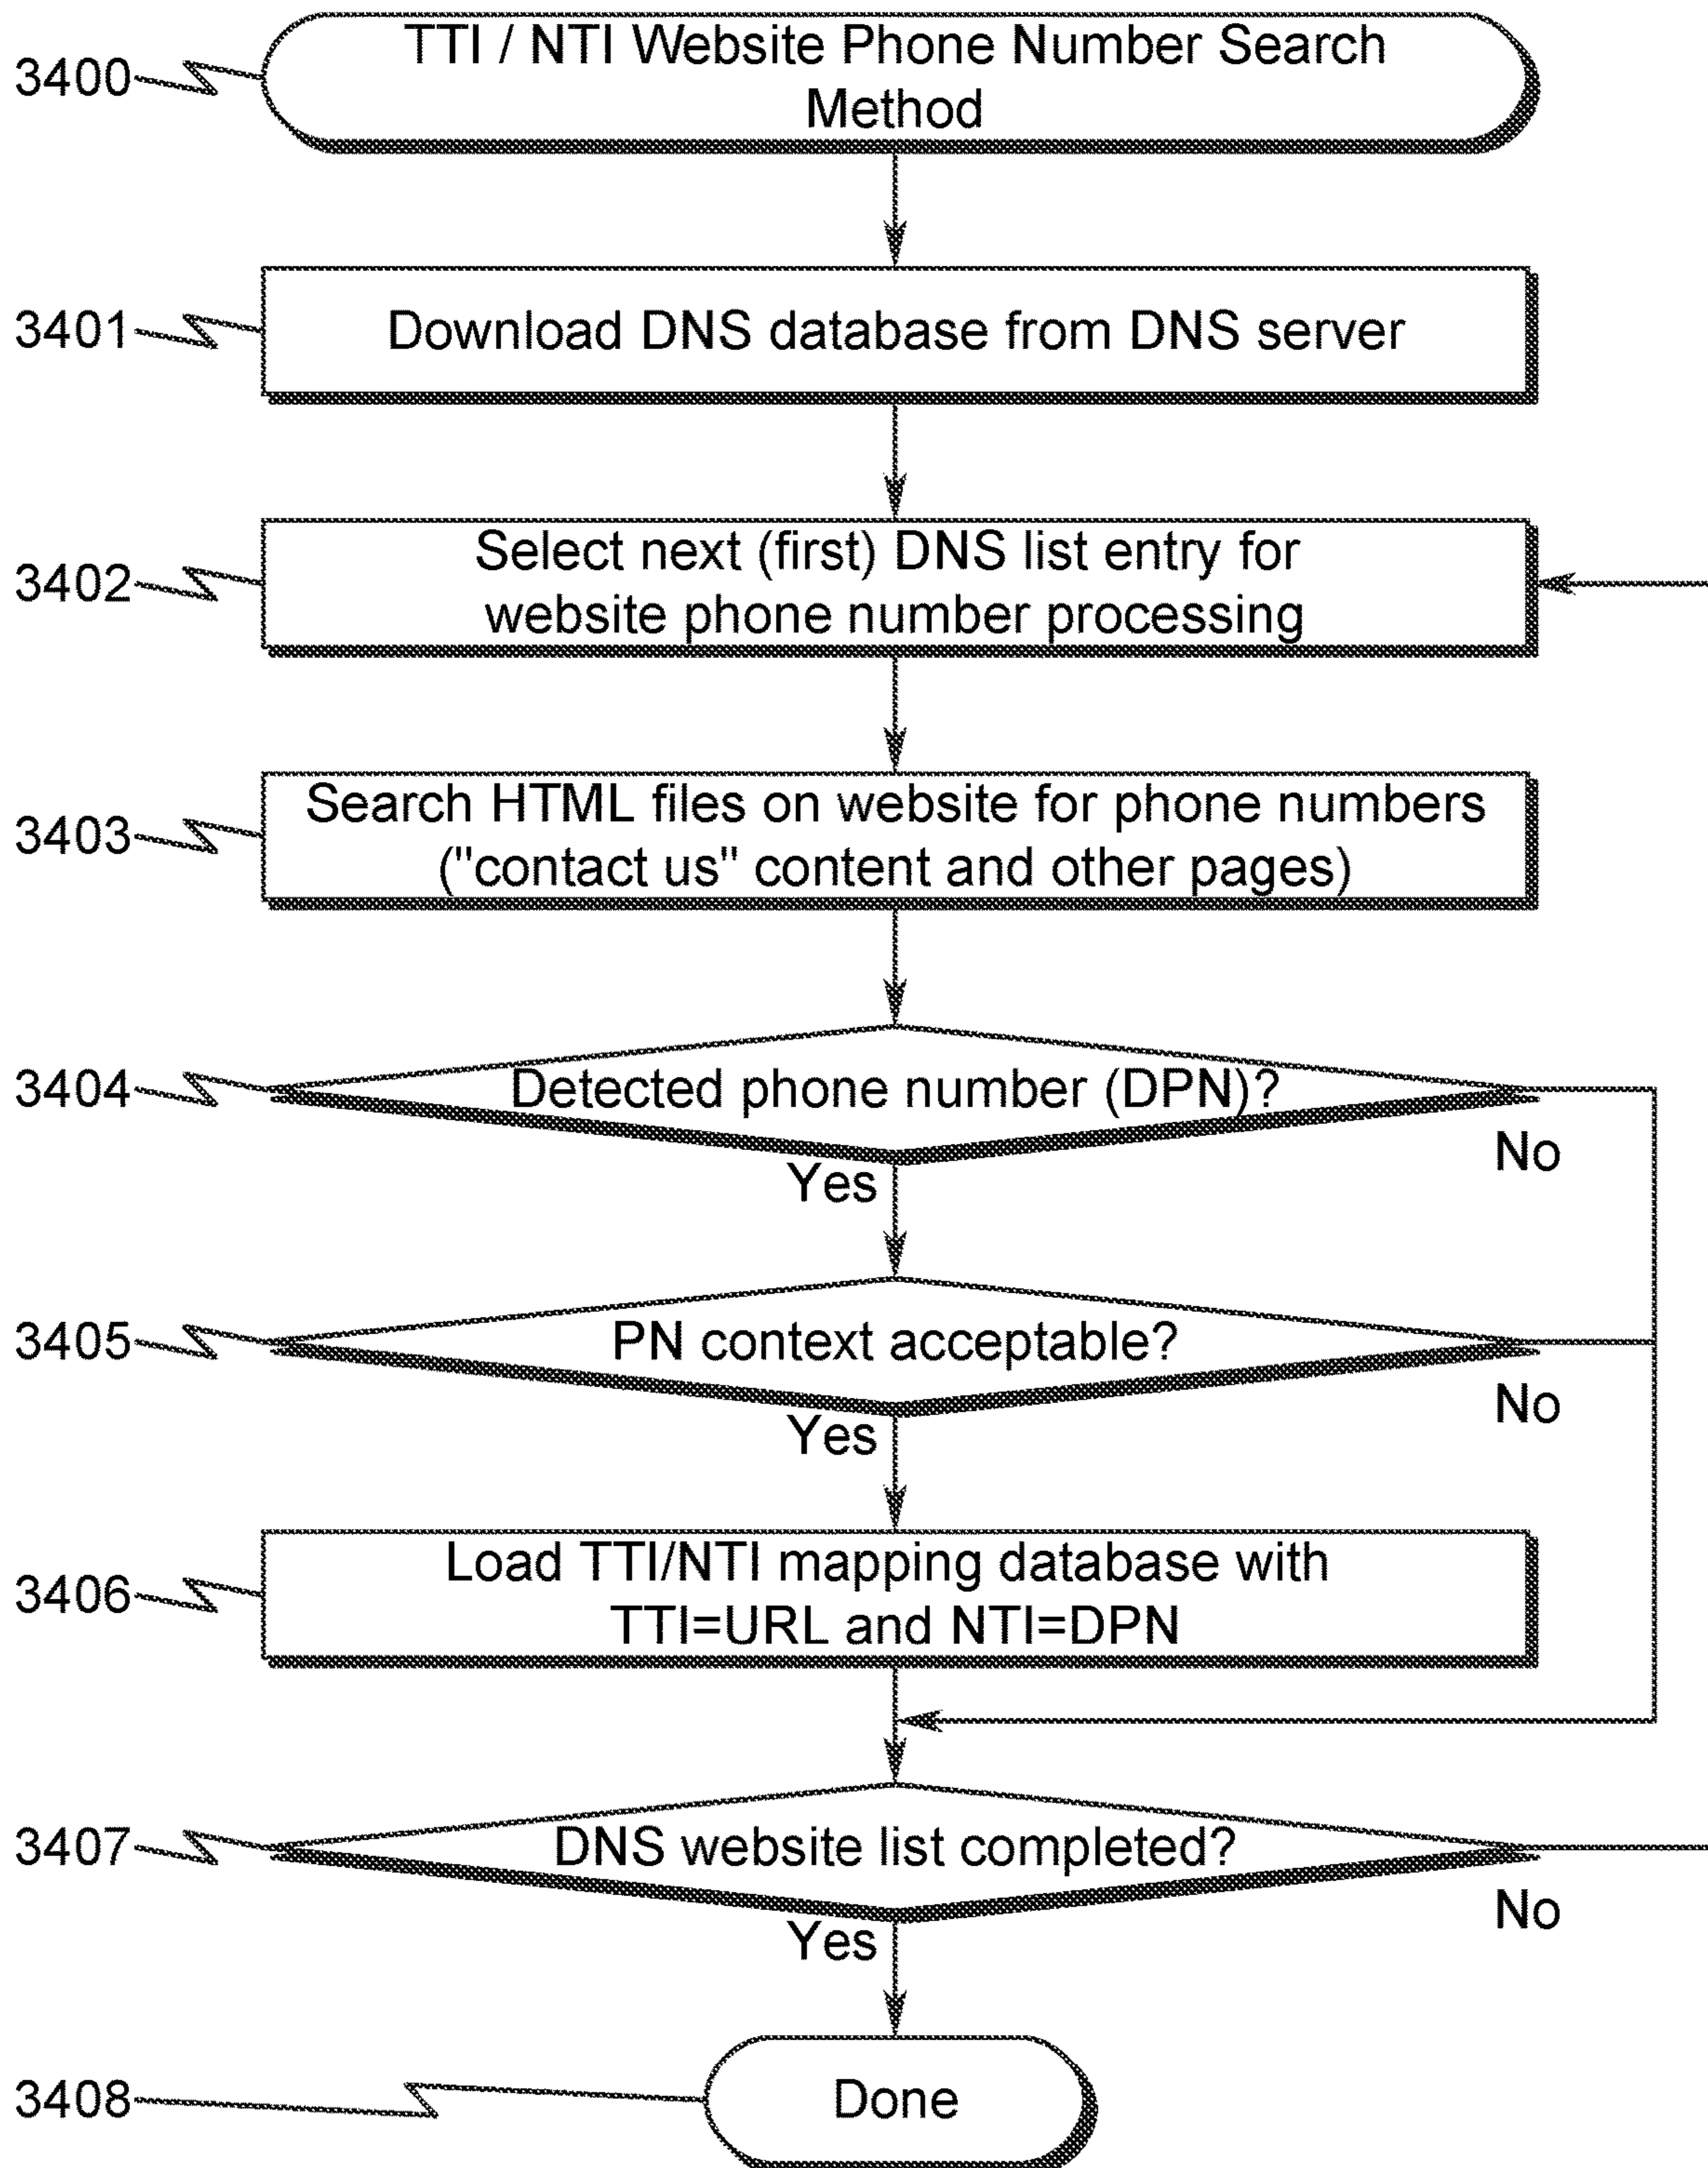 3400
TTI / NTI Website Phone Number Search
Method
3401
Download DNS database from DNS server
3402
Select next (first) DNS list entry for
website phone number processing
3403
Search HTML files on website for phone numbers
("contact us" content and other pages)
3404
Detected phone number (DPN)?
No
Yes
3405
PN context acceptable?
No
Yes
3406
Load TTI/NTI mapping database with
TTI=URL and NTI=DPN
3407
DNS website list completed?
No
Yes
3408
Done